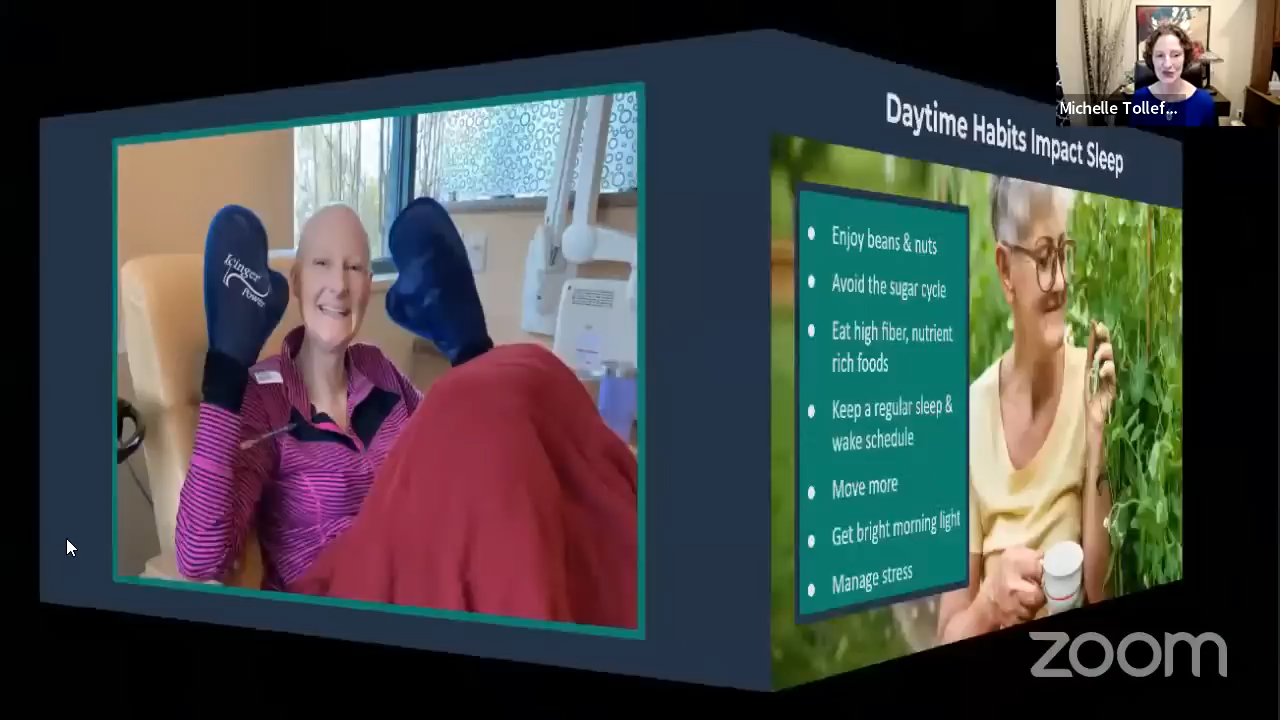 Michelle Tollef...
Daytime Habits Impact Sleep
Enjoy beans & nuts
Avoid the sugar cycle
Eat high fiber, nutrient
rich foods
Keep a regular sleep &
wake schedule
Move more
Get bright morning light
Manage stress
power
zoom